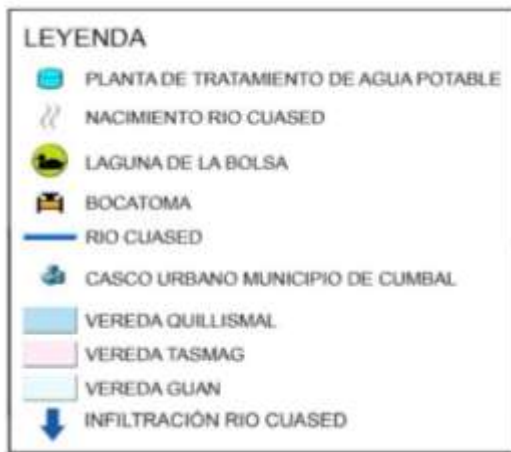 LEYENDA
PLANTA DE TRATAMIENTO DE AGUA POTABLE
NACIMIENTO RIO CUASED
LAGUNA DE LA BOLSA
BOCATOMA
RIO CUASED
CASCO URBANO MUNICIPIO DE CUMBAL
VEREDA QUILLISMAL
VEREDA TASMAG
VEREDA GUAN
INFILTRACIÓN RIO CUASED